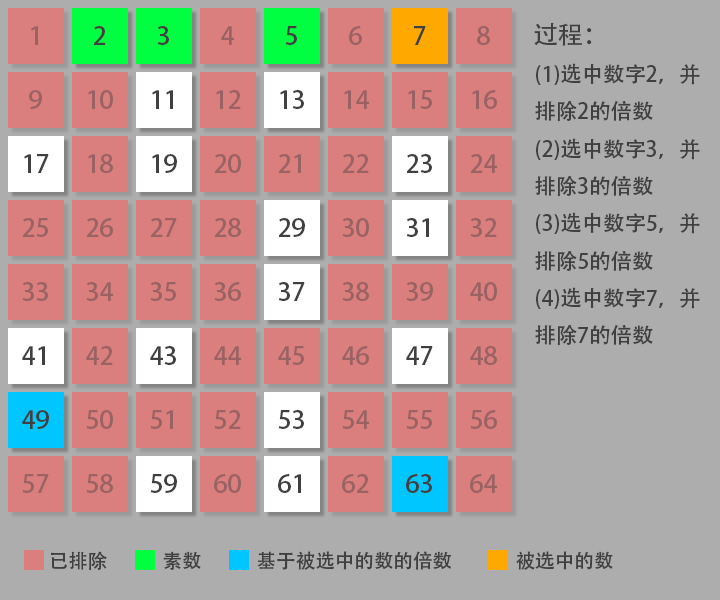 1 2 3 4 5 6 7 8
9 10 11 12 13 14 15 16
17 18 19 20 21 22 23 24
25 26 27 28 29 30 31 32
33 34 35 36 37 38 39 40
41 42 43 44 45 46 47 48
49 50 51 52 53 54 55 56
57 58 59 60 61 62 63 64
过程：
(1)选中数字2，并
排除2的倍数
(2)选中数字3，并
排除3的倍数
(3)选中数字5，并
排除5的倍数
(4)选中数字7，并
排除7的倍数
已排除 素数 基于被选中的数的倍数 被选中的数